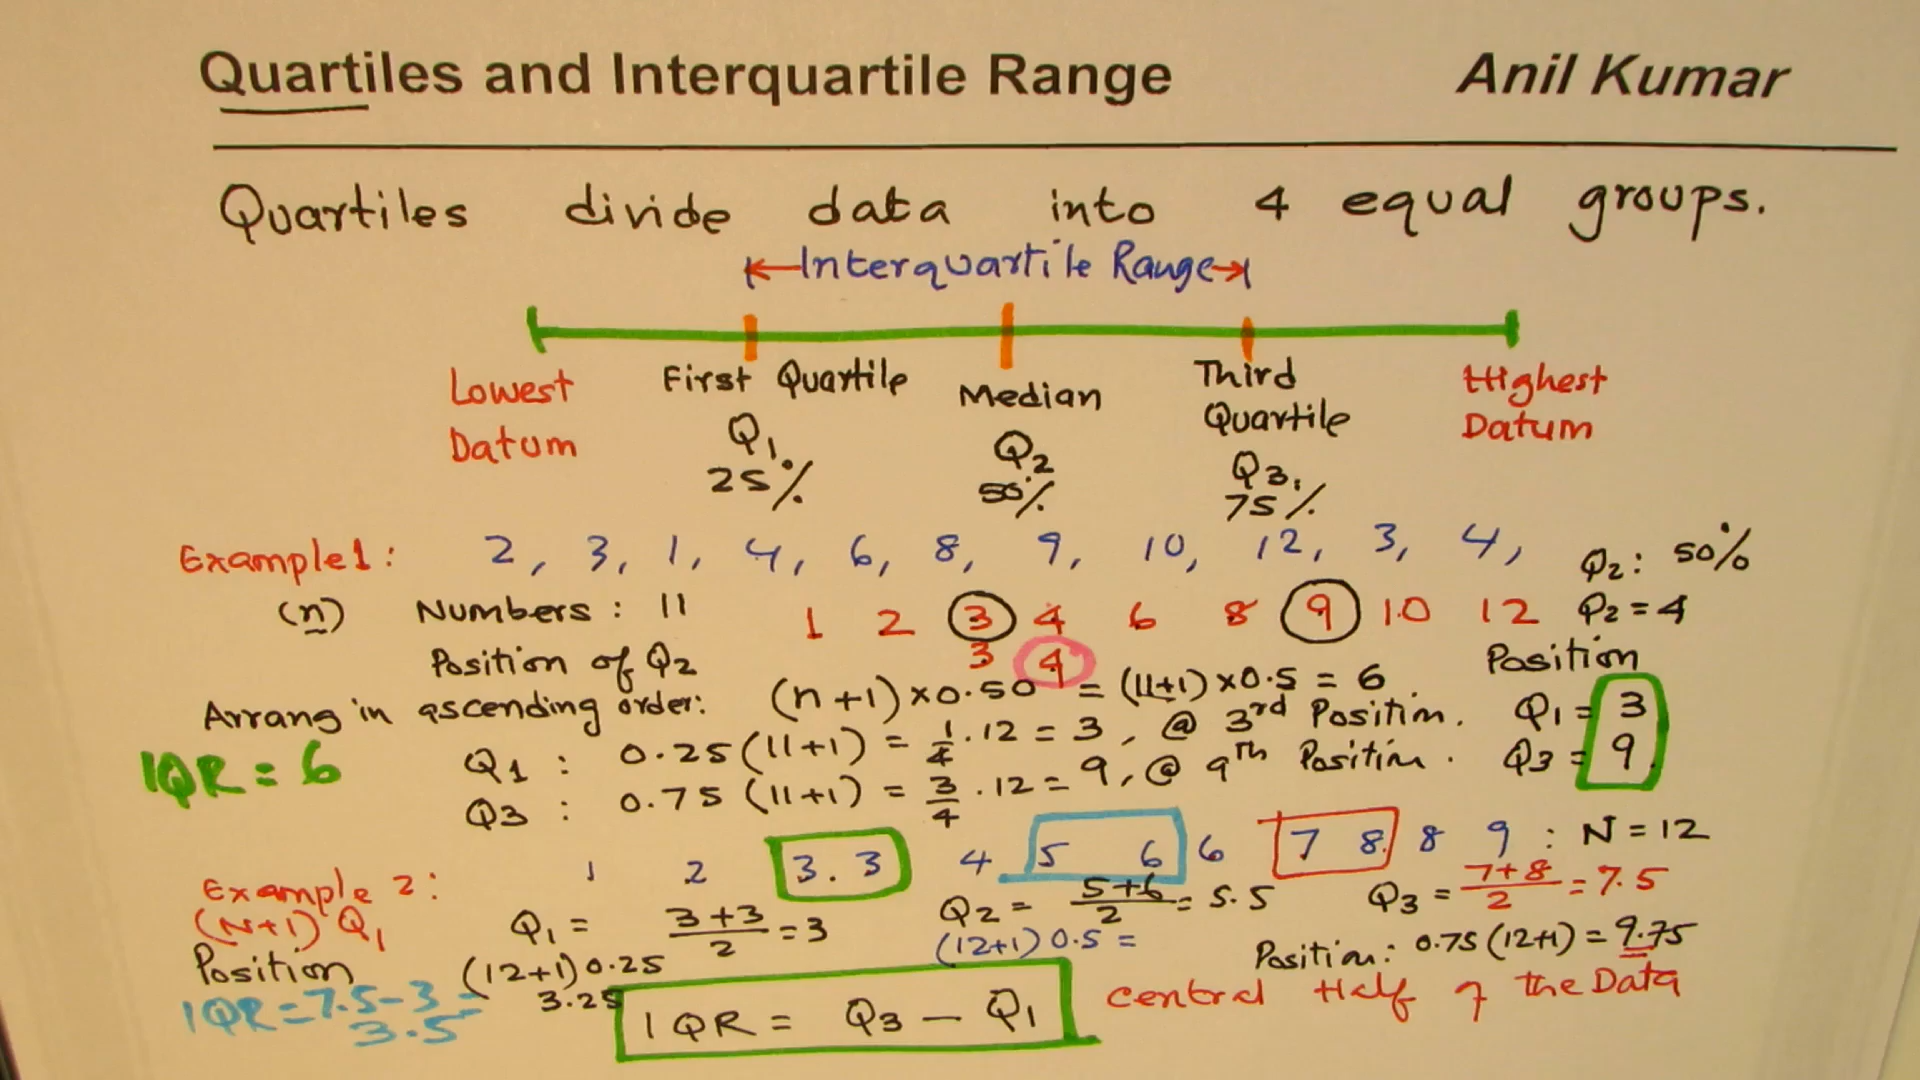 Quartiles and Interquartile Range Anil Kumar
Quartiles divide data into 4 equal groups.
Interquartile Range
Lowest Datum
First Quartile Q1 25%
Median Q2 50%
Third Quartile Q3, 75%
Highest Datum
Example1: 2, 3, 1, 4, 6, 8, 9, 10, 12, 3, 4, Q2: 50%
(n) Numbers: 11 1 2 3 4 6 8 9 10 12 Q2 = 4
3 4
Position of Q2 Position
Arrang in ascending order: (n+1)×0.50 = (11+1)×0.5 = 6
Q1 : 0.25(11+1) = 1/4 . 12 = 3, @ 3rd Position. Q1 = 3
IQR = 6
Q3 : 0.75 (11+1) = 3/4 . 12 = 9, @ 9th Position. Q3 = 9.
Example 2: 1 2 3. 3 4 5 6 6 7 8 8 9 : N = 12
(N+1) Q1 Position
Q1 = 3+3/2 = 3 Q2 = 5+6/2 = 5.5 Q3 = 7+8/2 = 7.5
(12+1)0.25 (12+1)0.5 = Position: 0.75(12+1) = 9.75
3.25
IQR = 7.5-3 =
3.5
IQR = Q3 - Q1 Central Half of the Data